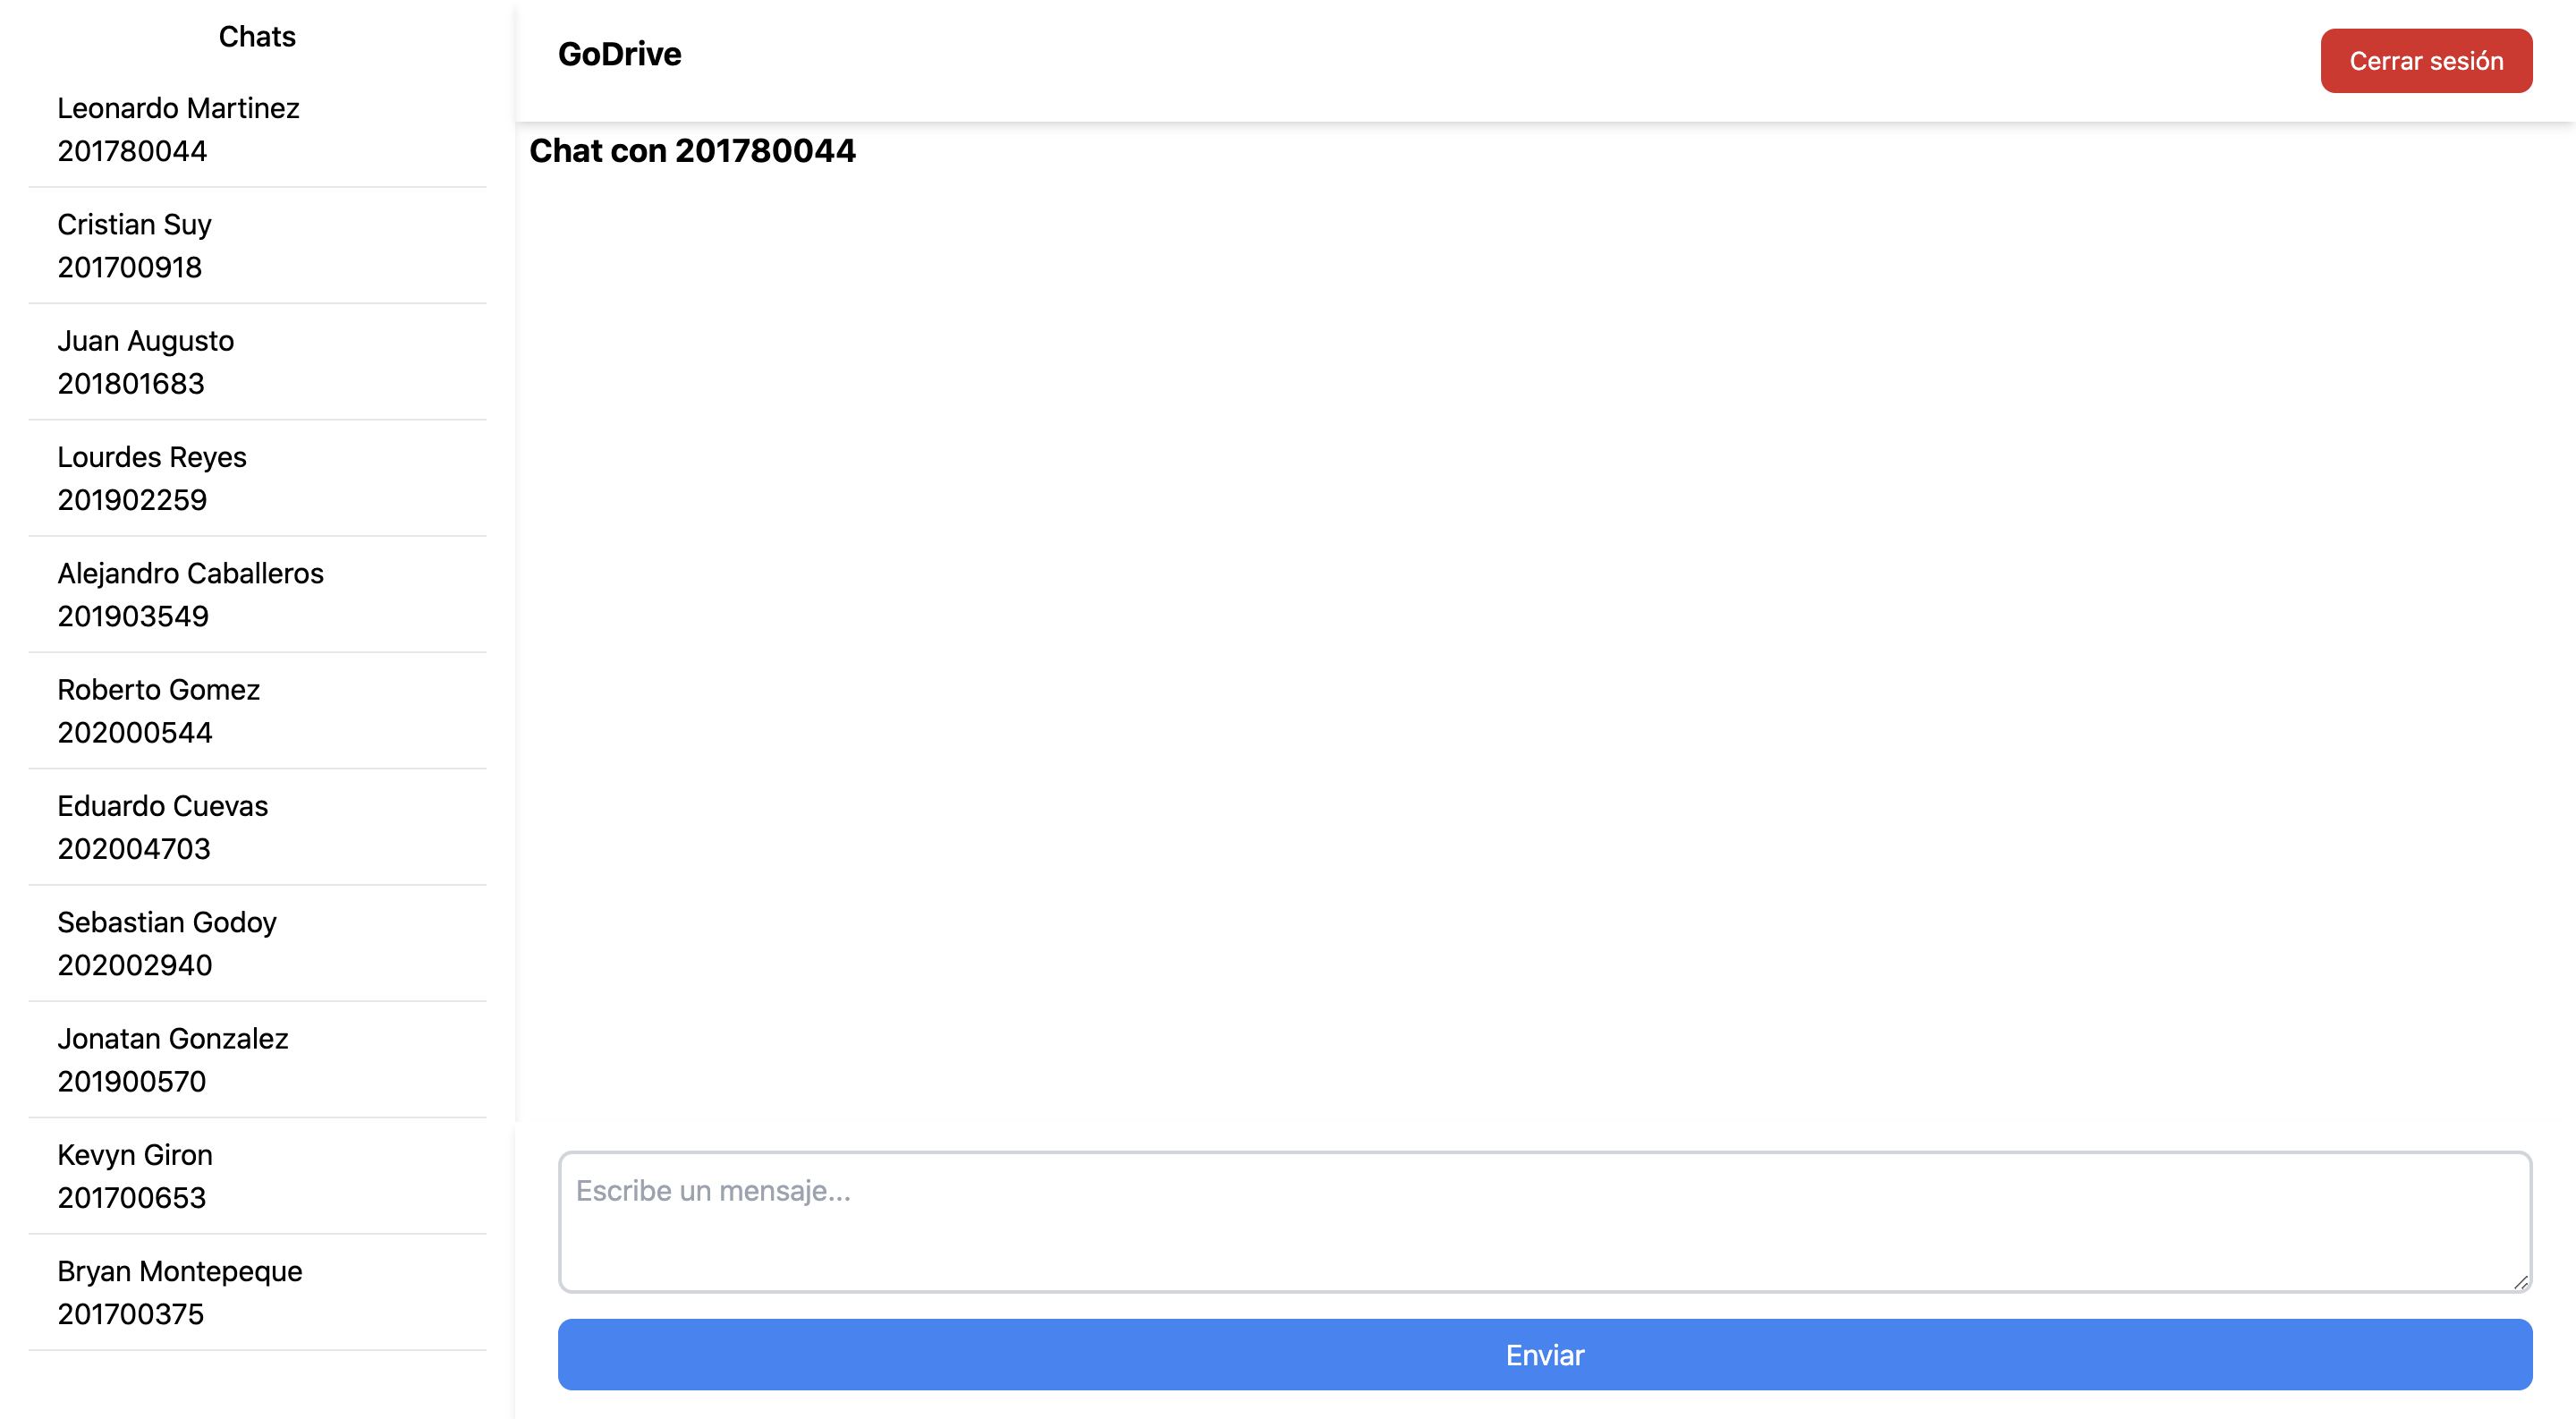 Chats
Leonardo Martinez
201780044
Cristian Suy
201700918
Juan Augusto
201801683
Lourdes Reyes
201902259
Alejandro Caballeros
201903549
Roberto Gomez
202000544
Eduardo Cuevas
202004703
Sebastian Godoy
202002940
Jonatan Gonzalez
201900570
Kevyn Giron
201700653
Bryan Montepeque
201700375
GoDrive
Cerrar sesión
Chat con 201780044
Escribe un mensaje...
Enviar